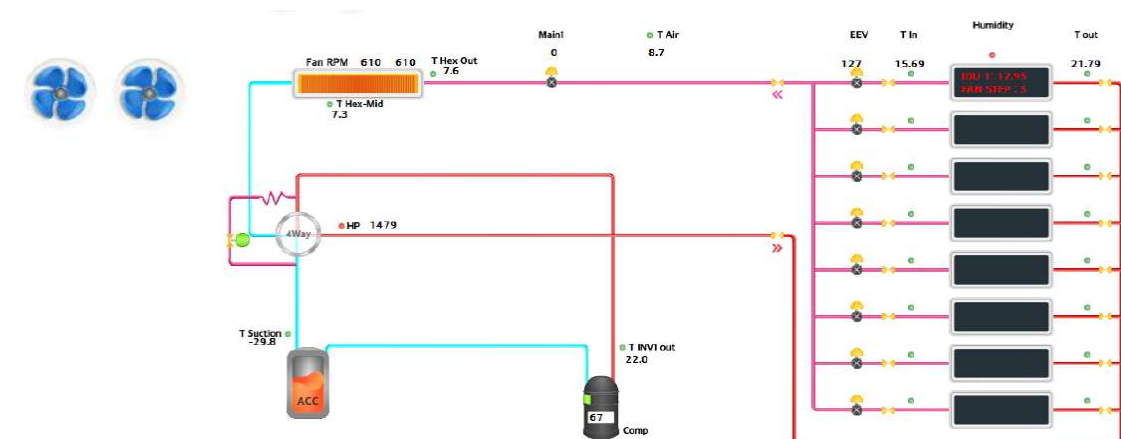 Humidity
Main1
T Air
EEV
T In
T out
0
8.7
Fan RPM 610 610
T Hex Out
7.6
127
15.69
21.79
IDU 1: 12.95
FAN STEP : 5
T Hex-Mid
7.3
4Way
HP 1479
T Suction
-29.8
T INV1 out
22.0
ACC
67
Comp